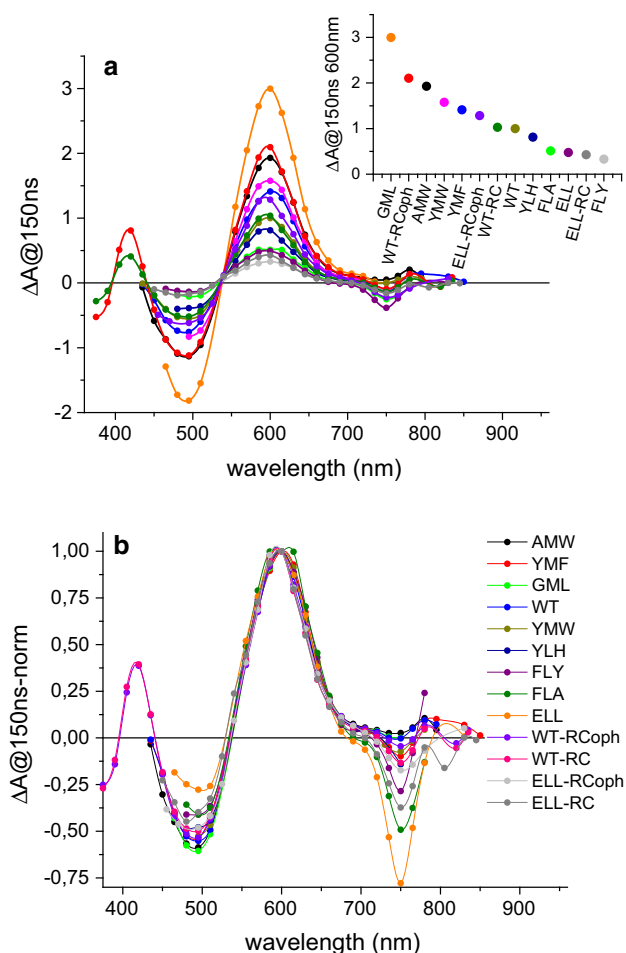 a
ΔA@150ns
3
2
1
0
-1
-2
400 500 600 700 800 900
wavelength (nm)
ΔA@150ns 600nm
3
2
1
0
GML
WT-RCoph
AMW
YMW
YMF
ELL-RCoph
WT-RC
WT
YLH
FLA
ELL
ELL-RC
FLY
b
ΔA@150ns-norm
1,00
0,75
0,50
0,25
0,00
-0,25
-0,50
-0,75
400 500 600 700 800 900
wavelength (nm)
AMW
YMF
GML
WT
YMW
YLH
FLY
FLA
ELL
WT-RCoph
WT-RC
ELL-RCoph
ELL-RC